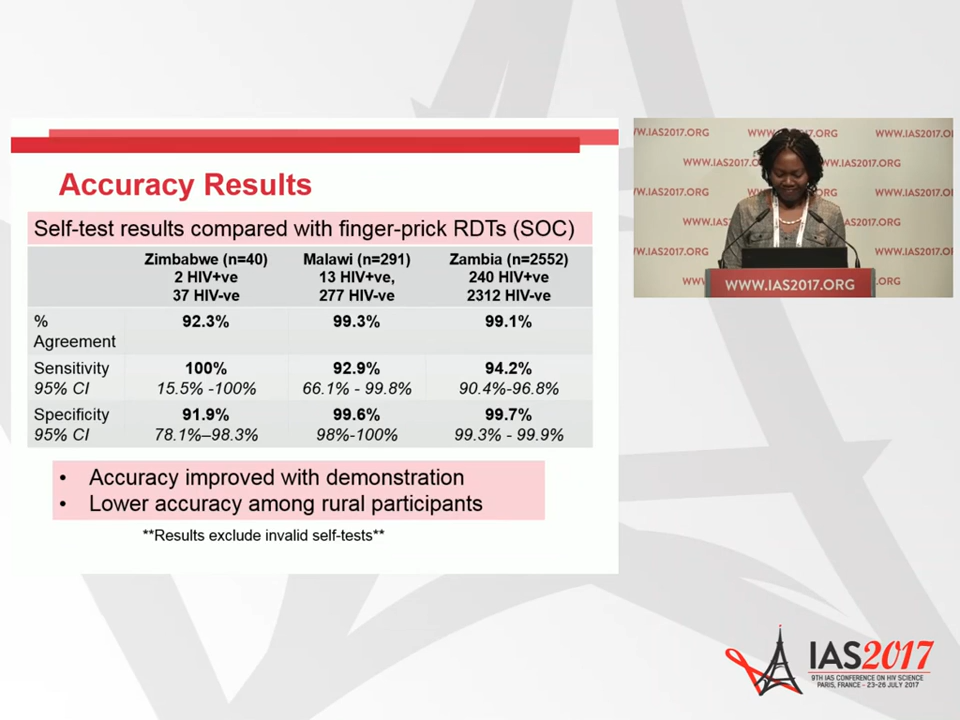 Accuracy Results
Self-test results compared with finger-prick RDTs (SOC)
Zimbabwe (n=40)
2 HIV+ve
37 HIV-ve
Malawi (n=291)
13 HIV+ve,
277 HIV-ve
Zambia (n=2552)
240 HIV+ve
2312 HIV-ve
%
Agreement
92.3%
99.3%
99.1%
Sensitivity
95% CI
100%
15.5% -100%
92.9%
66.1% - 99.8%
94.2%
90.4%-96.8%
Specificity
95% CI
91.9%
78.1%–98.3%
99.6%
98%-100%
99.7%
99.3% - 99.9%
• Accuracy improved with demonstration
• Lower accuracy among rural participants
**Results exclude invalid self-tests**
WWW.IAS2017.ORG
IAS2017
9TH IAS CONFERENCE ON HIV SCIENCE
PARIS, FRANCE - 23-26 JULY 2017